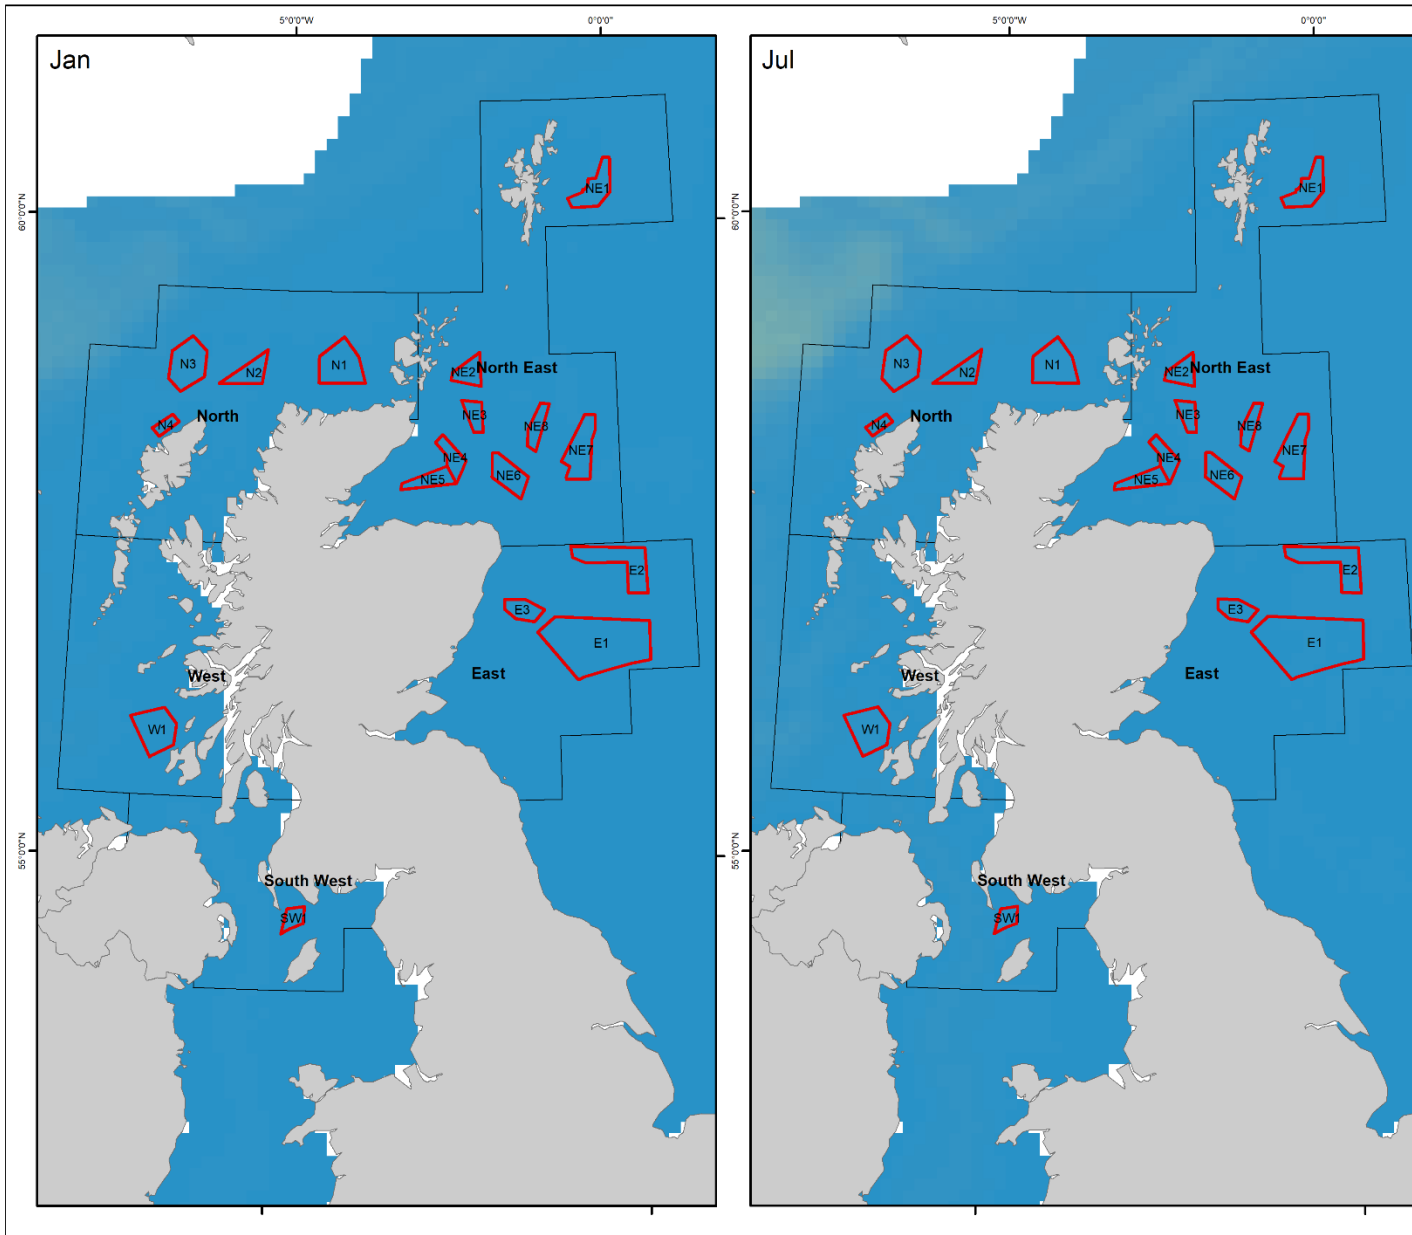 5°0'0"W 0°0'0" 5°0'0"W 0°0'0"
Jan
60°0'0"N
NE1
N3
N2
N1
NE2
North East
N4
North
NE3
NE8
NE4
NE7
NE5
NE6
E2
E3
E1
West
East
W1
55°0'0"N
South West
SW1
Jul
60°0'0"N
NE1
N3
N2
N1
NE2
North East
N4
North
NE3
NE8
NE4
NE7
NE5
NE6
E2
E3
E1
West
East
W1
55°0'0"N
South West
SW1